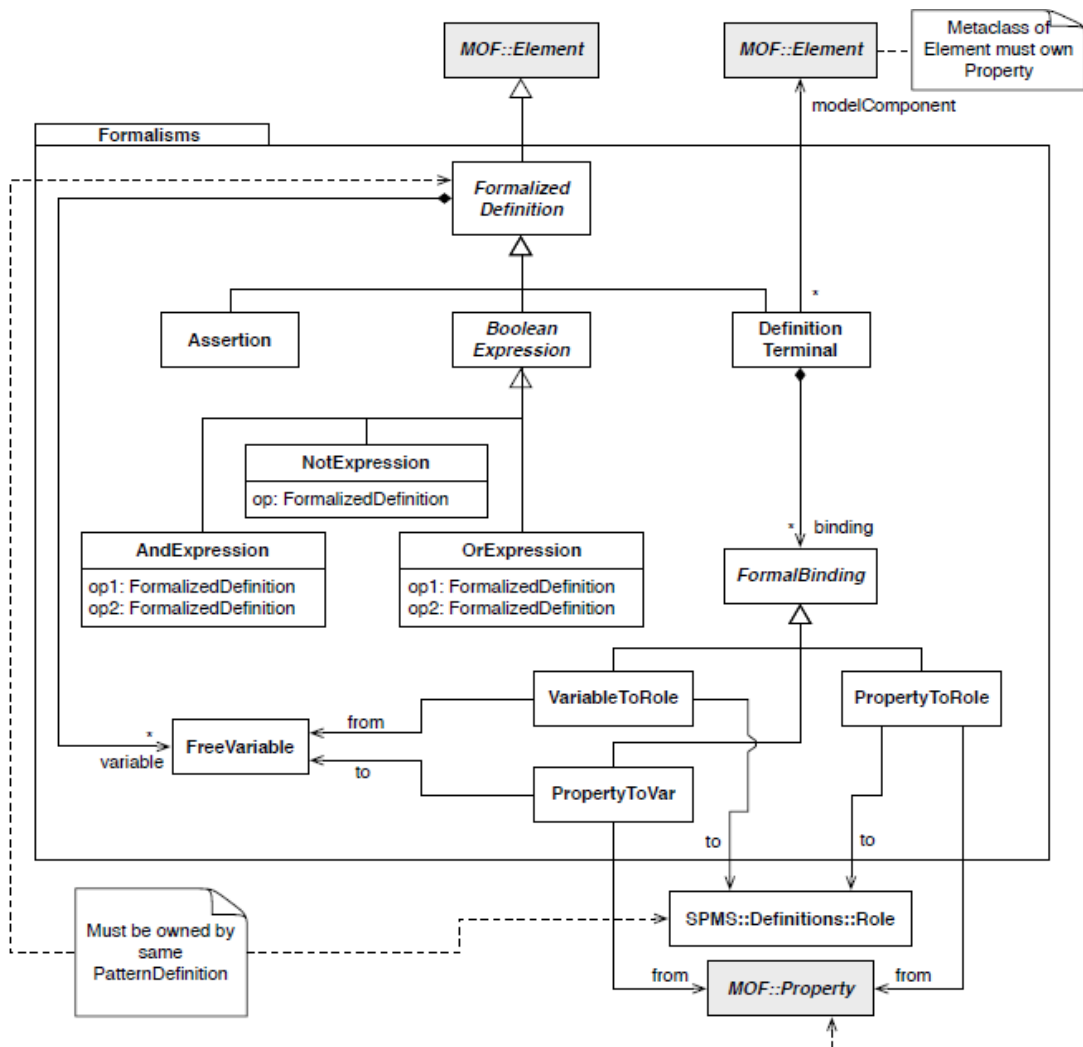 MOF::Element
MOF::Element
Metaclass of
Element must own
Property
modelComponent
Formalisms
Formalized
Definition
*
Assertion
Boolean
Expression
Definition
Terminal
NotExpression
op: FormalizedDefinition
* binding
AndExpression
op1: FormalizedDefinition
op2: FormalizedDefinition
OrExpression
op1: FormalizedDefinition
op2: FormalizedDefinition
FormalBinding
VariableToRole
PropertyToRole
from
*
variable
FreeVariable
to
PropertyToVar
to
to
Must be owned by
same
PatternDefinition
SPMS::Definitions::Role
from
from
MOF::Property